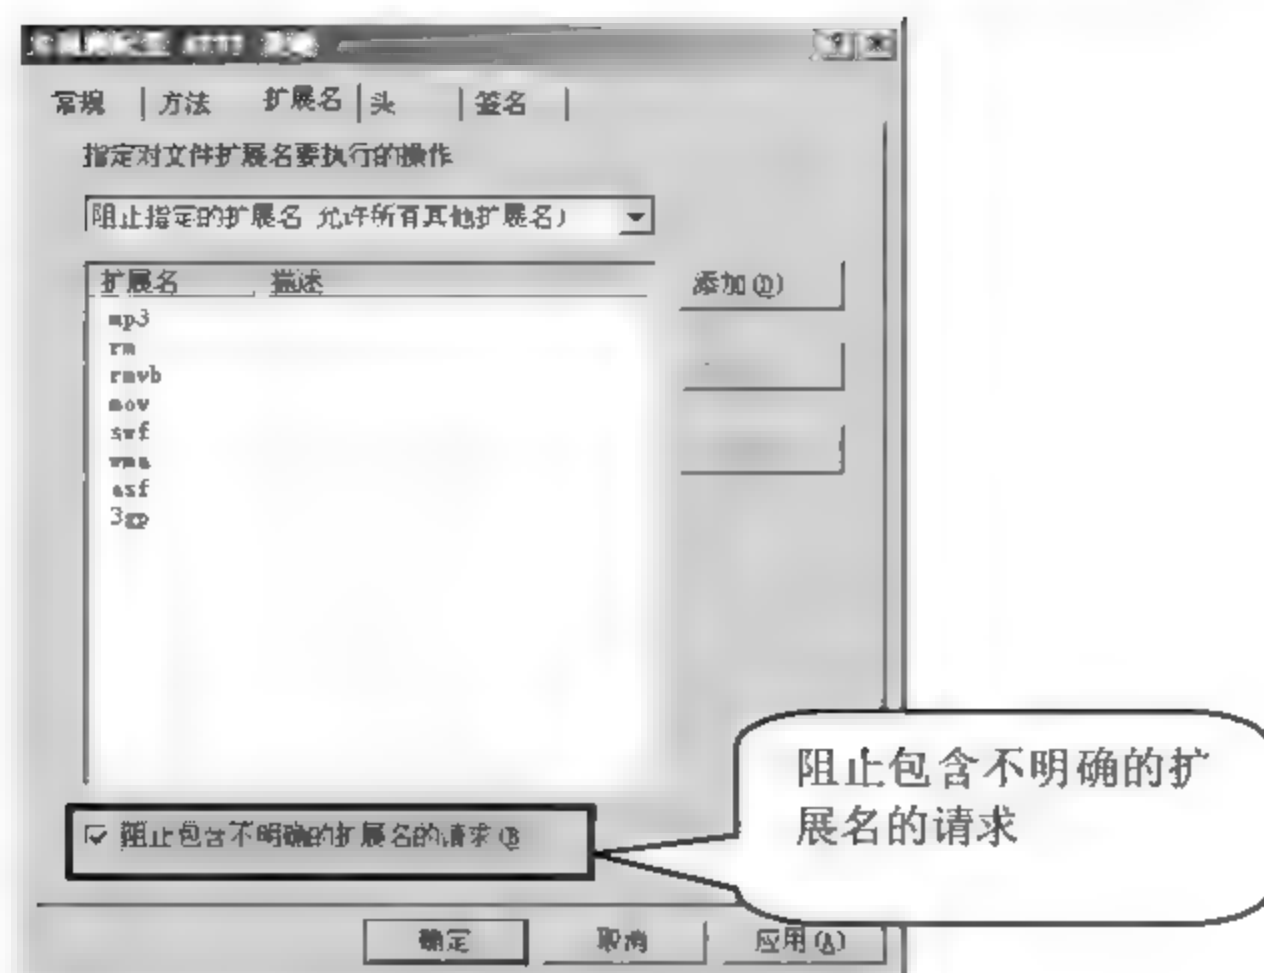 常规 方法 扩展名 头 签名
指定对文件扩展名要执行的操作
阻止指定的扩展名 允许所有其他扩展名)
扩展名 描述
添加(D)
mp3
rm
rmvb
mov
swf
wma
asf
3gp
阻止包含不明确的扩展名的请求(B
阻止包含不明确的扩
展名的请求
确定 取消 应用(A)